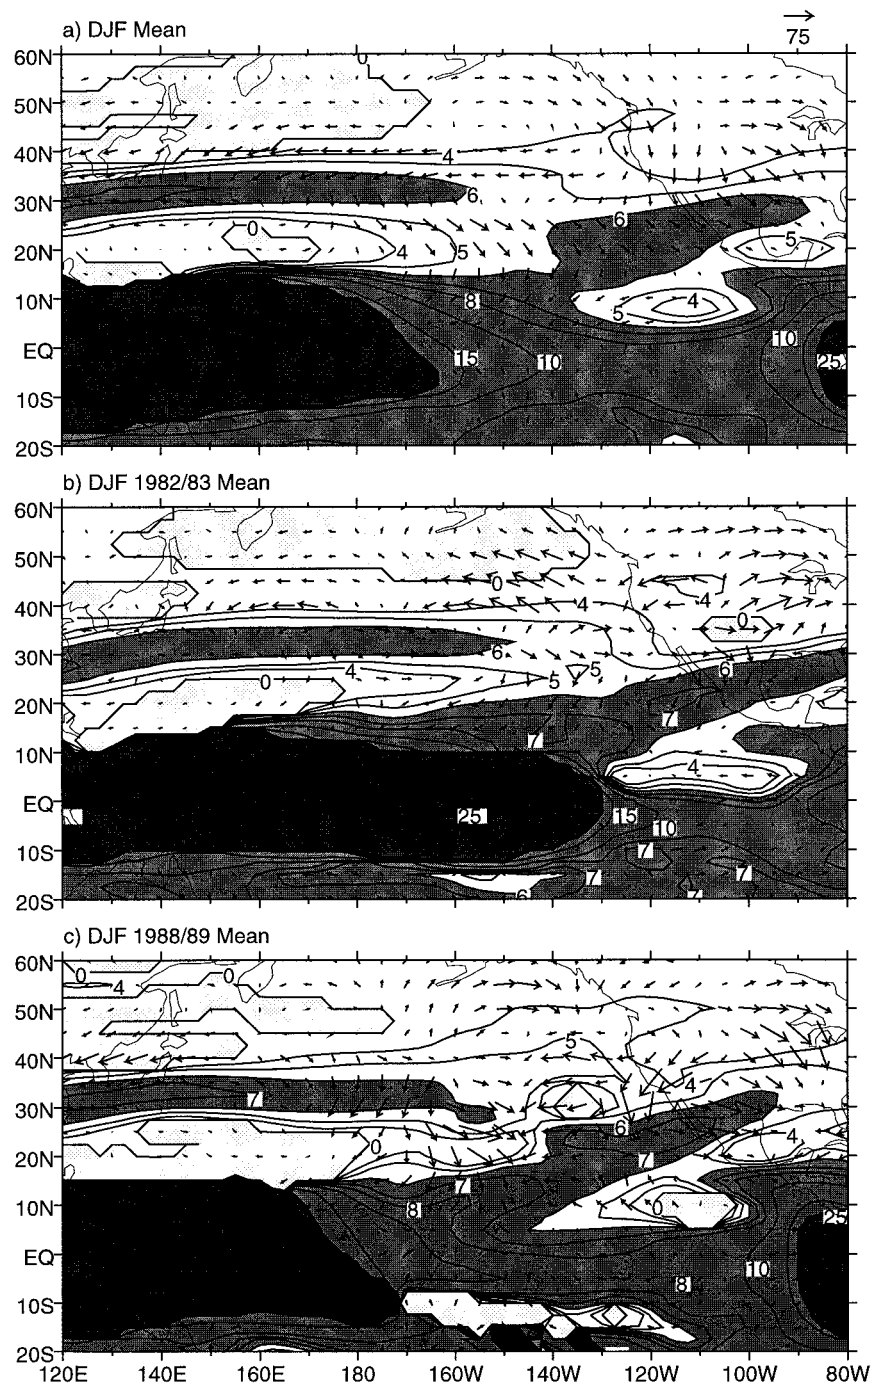 a) DJF Mean
75
60N
50N
40N
30N
20N
10N
EQ
10S
20S
0
4
6
0
4
5
6
5
8
4
5
10
15
10
25
b) DJF 1982/83 Mean
60N
50N
40N
30N
20N
10N
EQ
10S
20S
0
4
4
0
6
4
5
5
6
0
7
7
4
25
15
10
7
7
7
7
6
c) DJF 1988/89 Mean
60N
50N
40N
30N
20N
10N
EQ
10S
20S
0
0
4
5
4
7
6
4
0
7
7
8
0
25
10
8
120E
140E
160E
180
160W
140W
120W
100W
80W